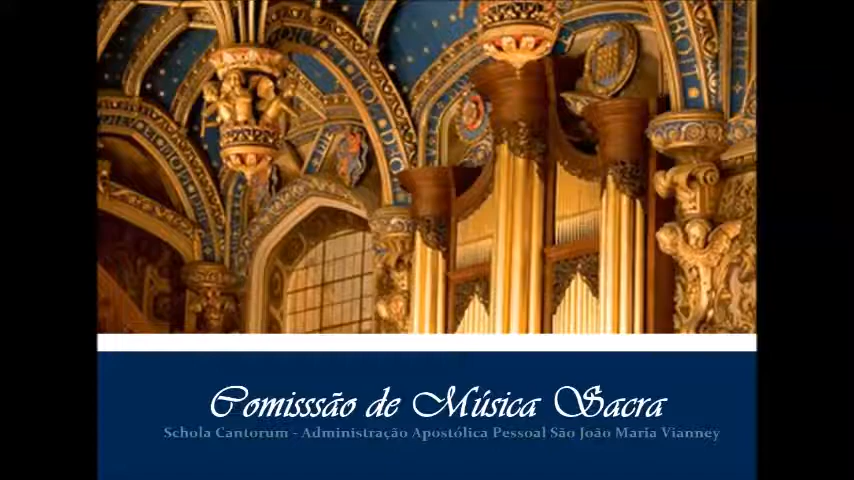 Comisssão de Música Sacra
Schola Cantorum - Administração Apostólica Pessoal São João Maria Vianney